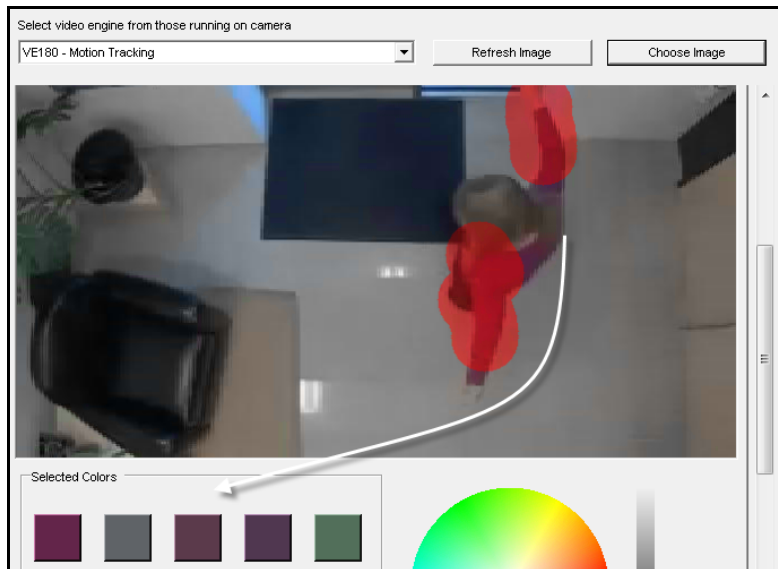 Select video engine from those running on camera
VE180 - Motion Tracking
Refresh Image
Choose Image
Selected Colors